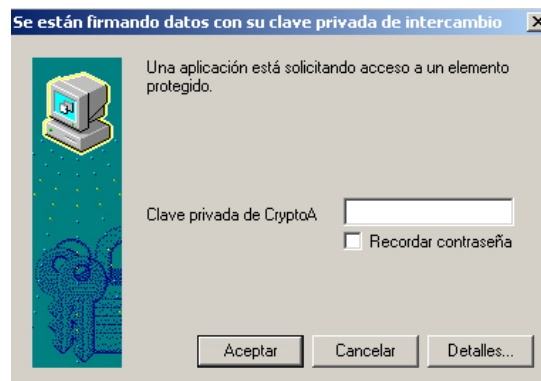 Se están firmando datos con su clave privada de intercambio
Una aplicación está solicitando acceso a un elemento
protegido.
Clave privada de CryptoA
Recordar contraseña
Aceptar Cancelar Detalles...